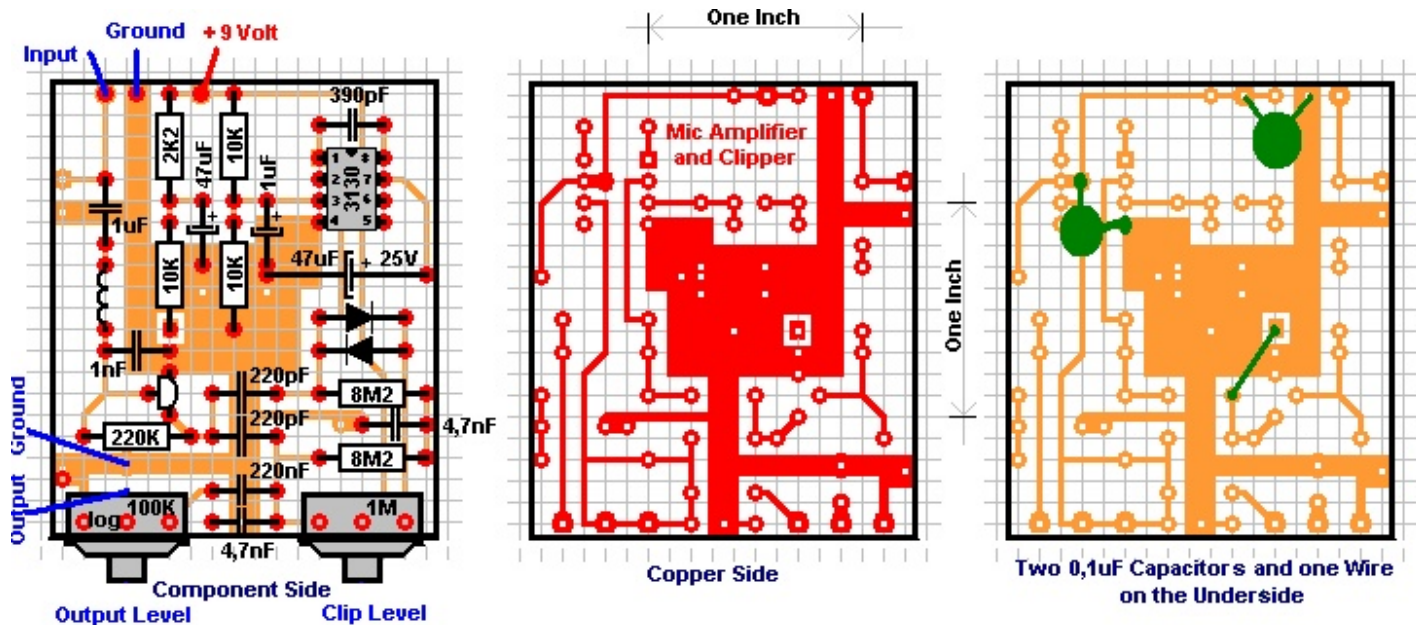 One Inch
Ground
+ 9 Volt
Input
390pF
2K2
47uF
10K
1uF
1
8
2
7
3
6
4
5
3130
1uF
10K
10K
47uF
+
25V
+
+
1nF
220pF
8M2
220pF
4,7nF
220K
8M2
220nF
Output Ground
100K
log
1M
4,7nF
Component Side
Output Level
Clip Level
Mic Amplifier
and Clipper
One Inch
Copper Side
Two 0,1uF Capacitors and one Wire
on the Underside